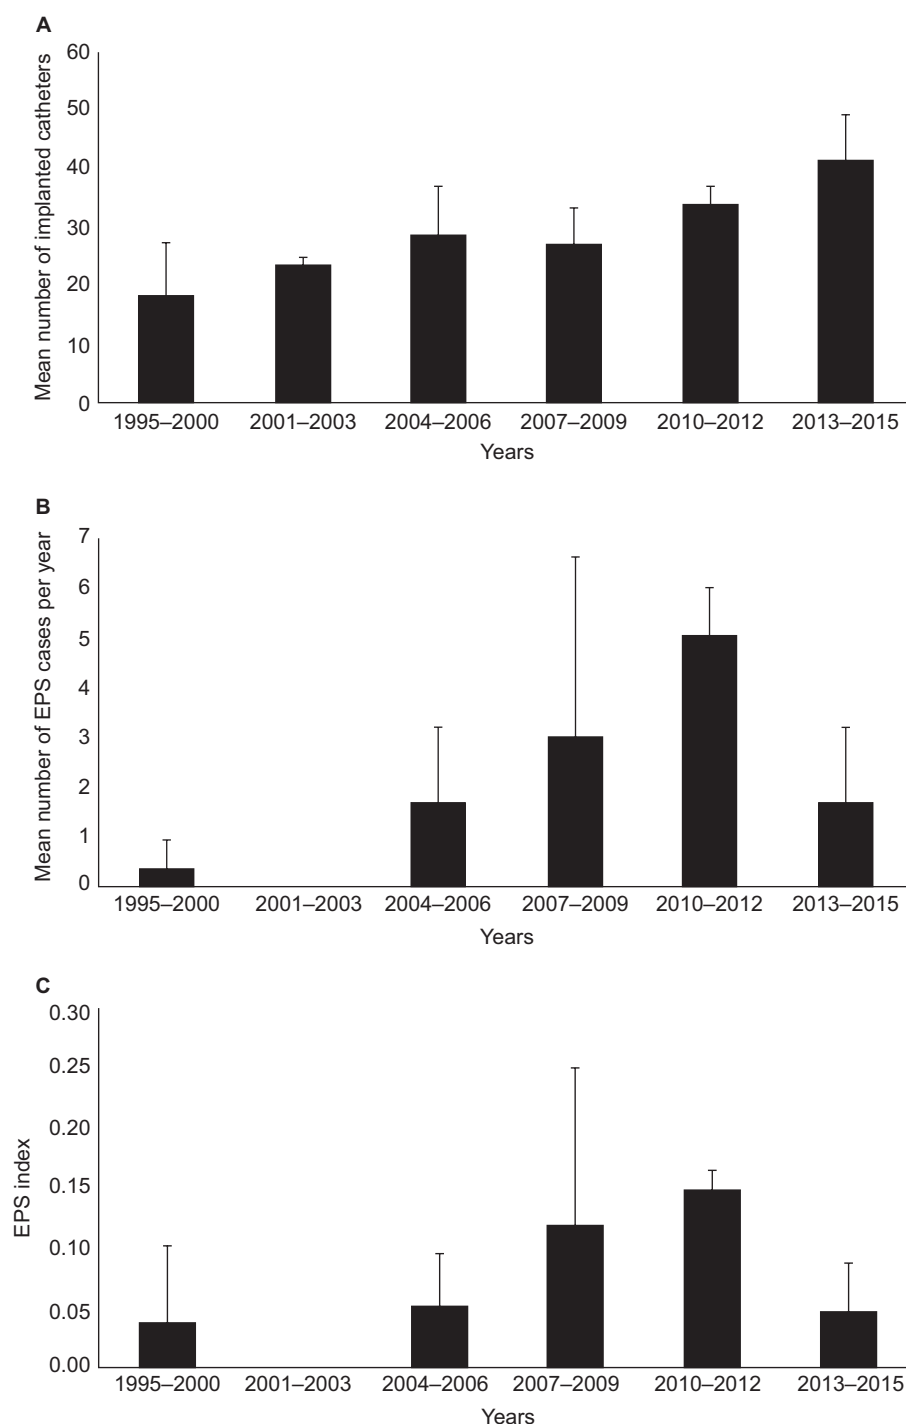 A
Mean number of implanted catheters
60
50
40
30
20
10
0
1995–2000 2001–2003 2004–2006 2007–2009 2010–2012 2013–2015
Years
B
Mean number of EPS cases per year
7
6
5
4
3
2
1
0
1995–2000 2001–2003 2004–2006 2007–2009 2010–2012 2013–2015
Years
C
EPS index
0.30
0.25
0.20
0.15
0.10
0.05
0.00
1995–2000 2001–2003 2004–2006 2007–2009 2010–2012 2013–2015
Years